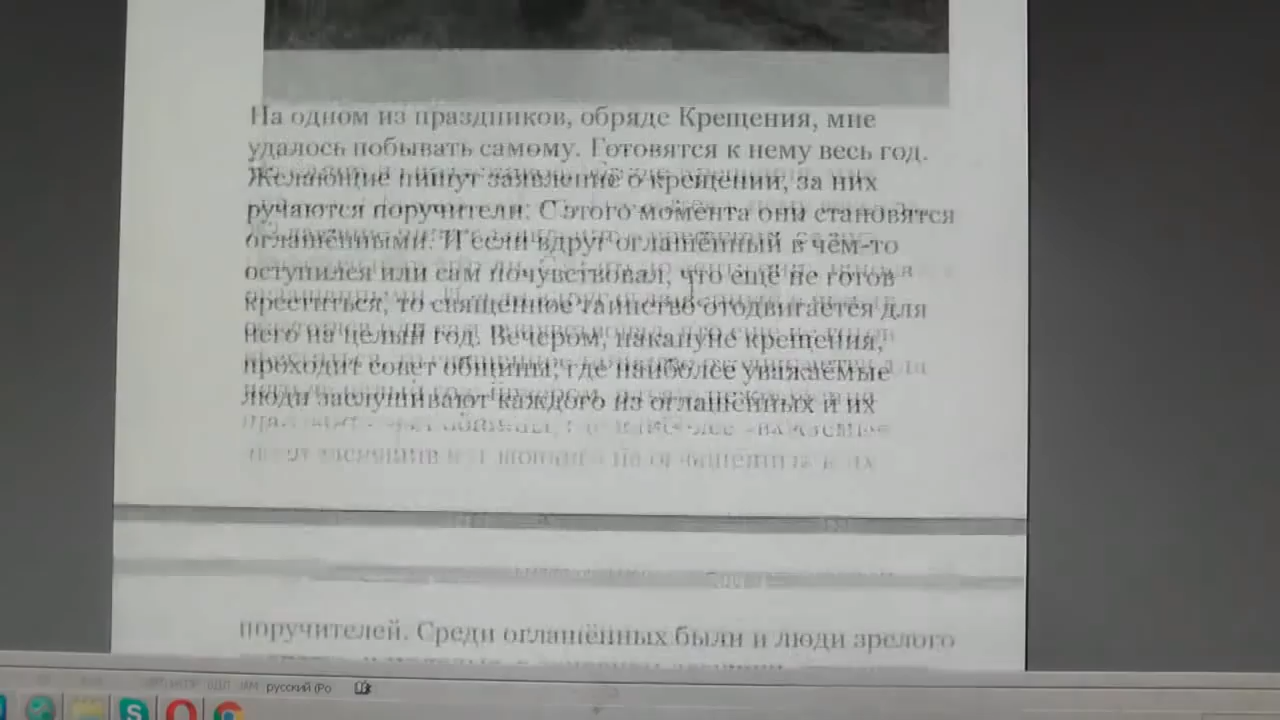 На одном из праздников, обряде Крещения, мне
удалось побывать самому. Готовятся к нему весь год.
Желающие пишут заявление о крещении, за них
ручаются поручители. С этого момента они становятся
оглашёнными. И если вдруг оглашённый в чём-то
оступился или сам почувствовал, что ещё не готов
креститься, то священное таинство отодвигается для
него на целый год. Вечером, накануне крещения,
проходит совет общины, где наиболее уважаемые
люди заслушивают каждого из оглашённых и их
поручителей. Среди оглашённых были и люди зрелого
русский (Ро